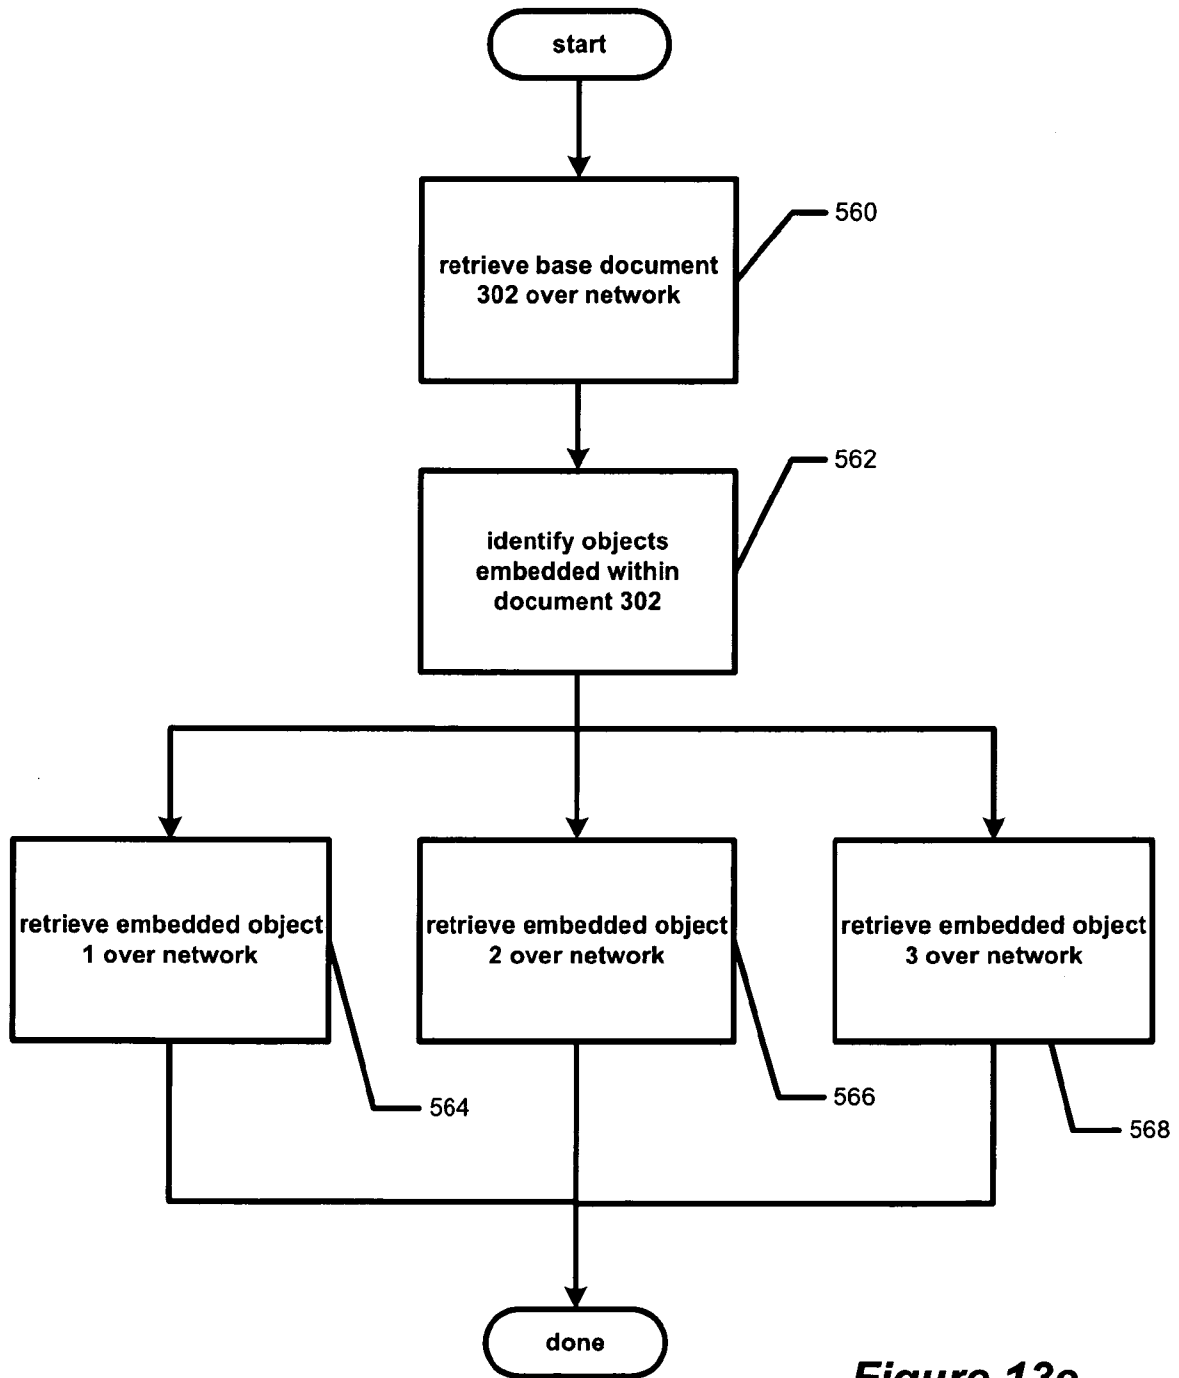 start
retrieve base document
302 over network
560
identify objects
embedded within
document 302
562
retrieve embedded object
1 over network
retrieve embedded object
2 over network
retrieve embedded object
3 over network
564
566
568
done